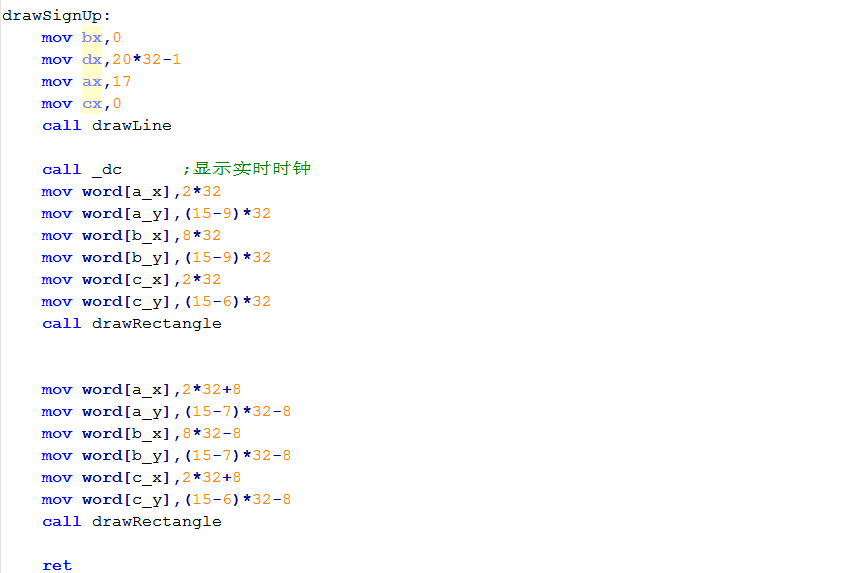 drawSignUp:
mov bx,0
mov dx,20*32-1
mov ax,17
mov cx,0
call drawLine
call _dc ;显示实时时钟
mov word[a_x],2*32
mov word[a_y],(15-9)*32
mov word[b_x],8*32
mov word[b_y],(15-9)*32
mov word[c_x],2*32
mov word[c_y],(15-6)*32
call drawRectangle
mov word[a_x],2*32+8
mov word[a_y],(15-7)*32-8
mov word[b_x],8*32-8
mov word[b_y],(15-7)*32-8
mov word[c_x],2*32+8
mov word[c_y],(15-6)*32-8
call drawRectangle
ret